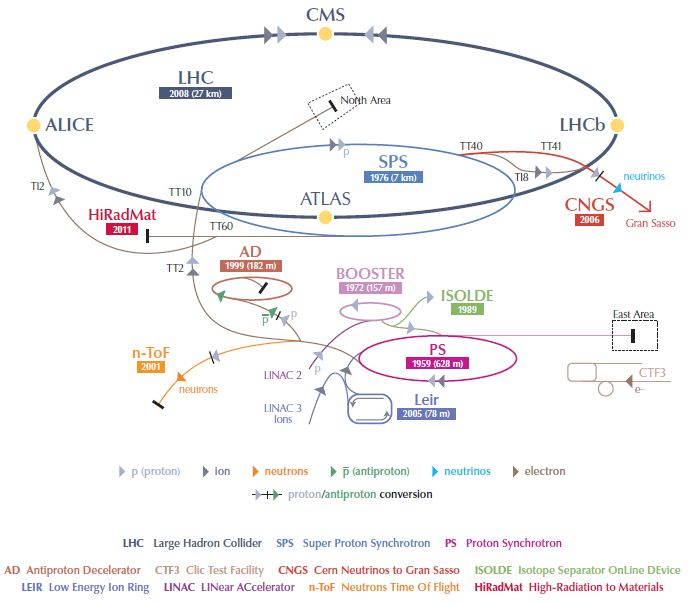 CMS
LHC
2008 (27 km)
North Area
ALICE
LHCb
p
SPS
1976 (7 km)
TT40
TT41
TI8
TI2
TT10
ATLAS
neutrinos
CNGS
2006
Gran Sasso
HiRadMat
2011
TT60
TT2
AD
1999 (182 m)
BOOSTER
1972 (157 m)
ISOLDE
1989
p̅
p
East Area
n-ToF
2001
neutrons
LINAC 2
p
PS
1959 (628 m)
CTF3
e-
LINAC 3
Ions
Leir
2005 (78 m)
p (proton) ion neutrons p̅ (antiproton) neutrinos electron
proton/antiproton conversion
LHC Large Hadron Collider SPS Super Proton Synchrotron PS Proton Synchrotron
AD Antiproton Decelerator CTF3 Clic Test Facility CNGS Cern Neutrinos to Gran Sasso ISOLDE Isotope Separator OnLine DEvice
LEIR Low Energy Ion Ring LINAC LINear ACcelerator n-ToF Neutrons Time Of Flight HiRadMat High-Radiation to Materials